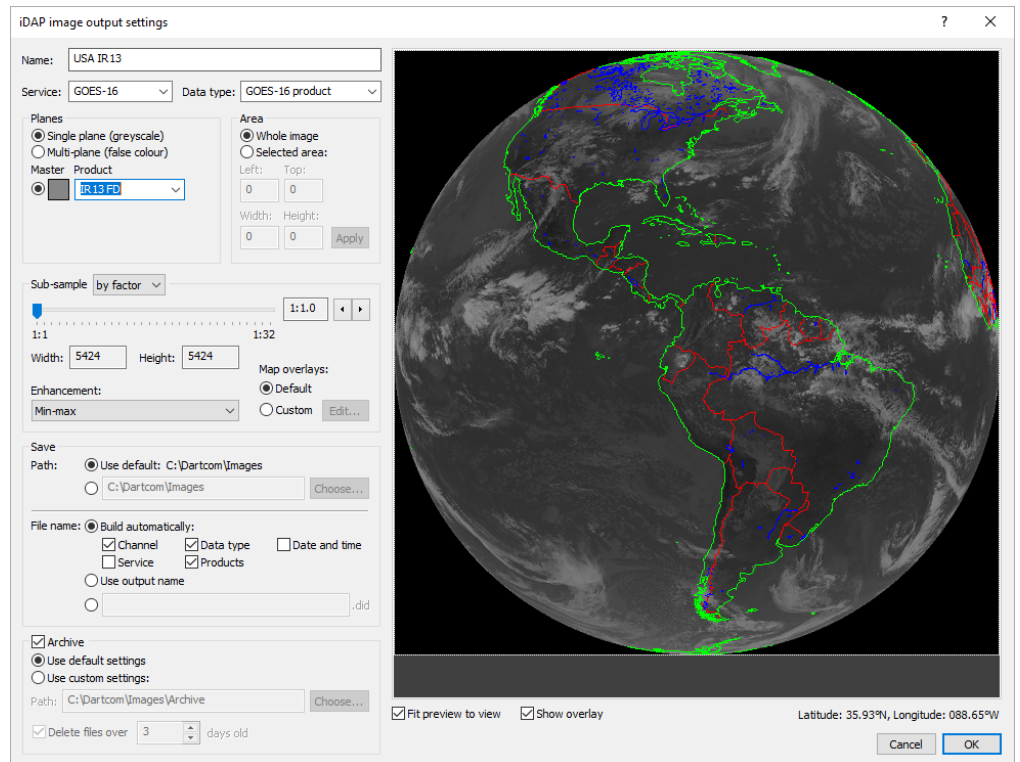 iDAP image output settings
Name: USA IR13
Service: GOES-16 Data type: GOES-16 product
Planes
Single plane (greyscale)
Multi-plane (false colour)
Master Product
IR13 FD
Area
Whole image
Selected area:
Left: Top:
0 0
Width: Height:
0 0 Apply
Sub-sample by factor
1:1.0
1:1 1:32
Width: 5424 Height: 5424
Enhancement:
Min-max
Map overlays:
Default
Custom Edit...
Save
Path: Use default: C:\Dartcom\Images
C:\Dartcom\Images Choose...
File name: Build automatically:
Channel Data type Date and time
Service Products
Use output name
.did
Archive
Use default settings
Use custom settings:
Path: C:\Dartcom\Images\Archive Choose...
Delete files over 3 days old
Fit preview to view Show overlay Latitude: 35.93ºN, Longitude: 088.65ºW
Cancel OK